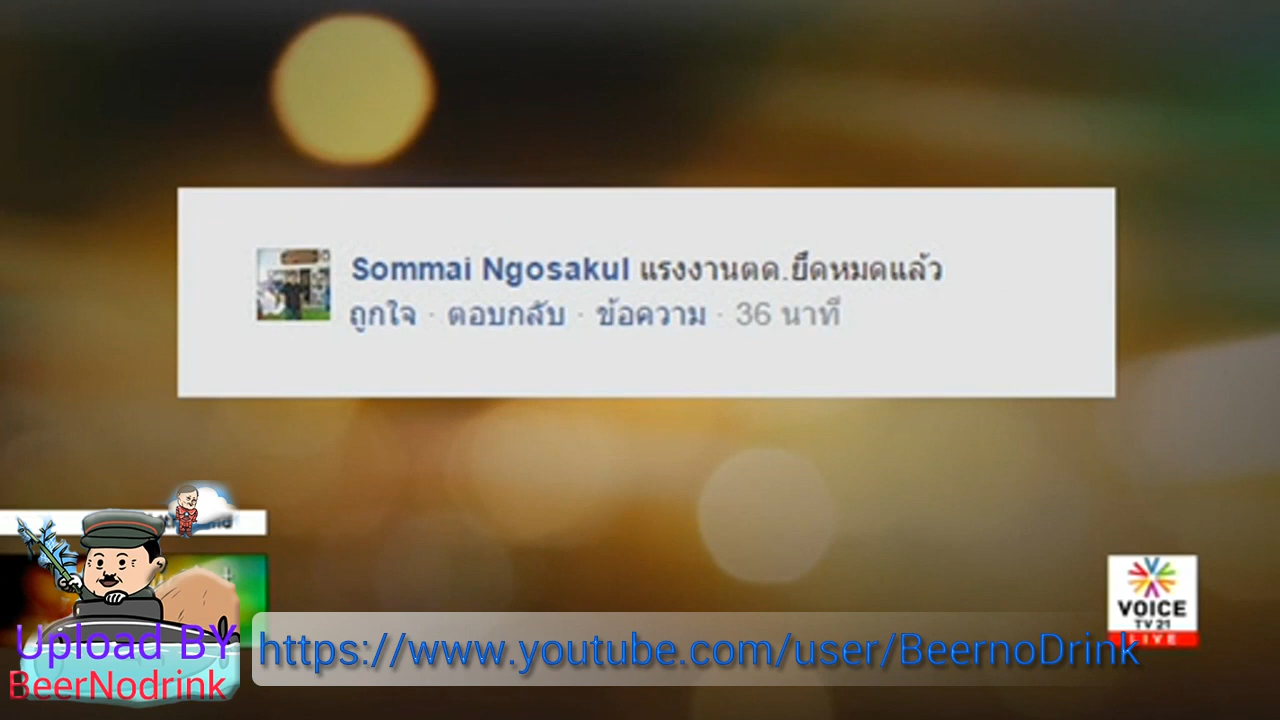 Sommai Ngosakul แรงงานตด.ยึดหมดแล้ว
ถูกใจ · ตอบกลับ · ข้อความ · 36 นาที
VOICE
TV 21
LIVE
Upload BY
BeerNodrink
https://www.youtube.com/user/BeernoDrink